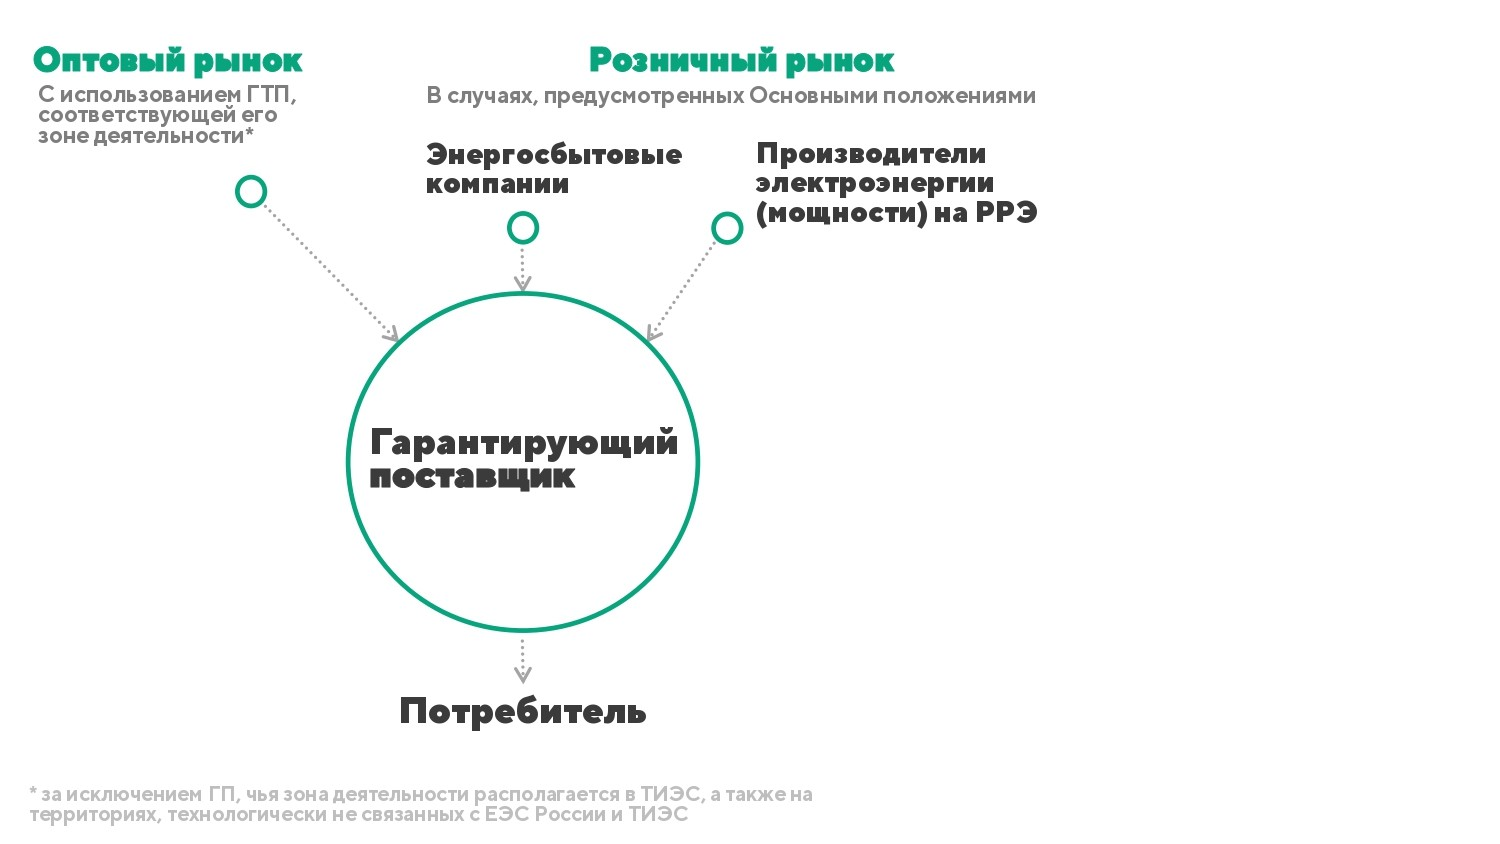 Оптовый рынок
С использованием ГТП,
соответствующей его
зоне деятельности*
Розничный рынок
В случаях, предусмотренных Основными положениями
Энергосбытовые
компании
Производители
электроэнергии
(мощности) на РРЭ
Гарантирующий
поставщик
Потребитель
* за исключением ГП, чья зона деятельности располагается в ТИЭС, а также на
территориях, технологически не связанных с ЕЭС России и ТИЭС